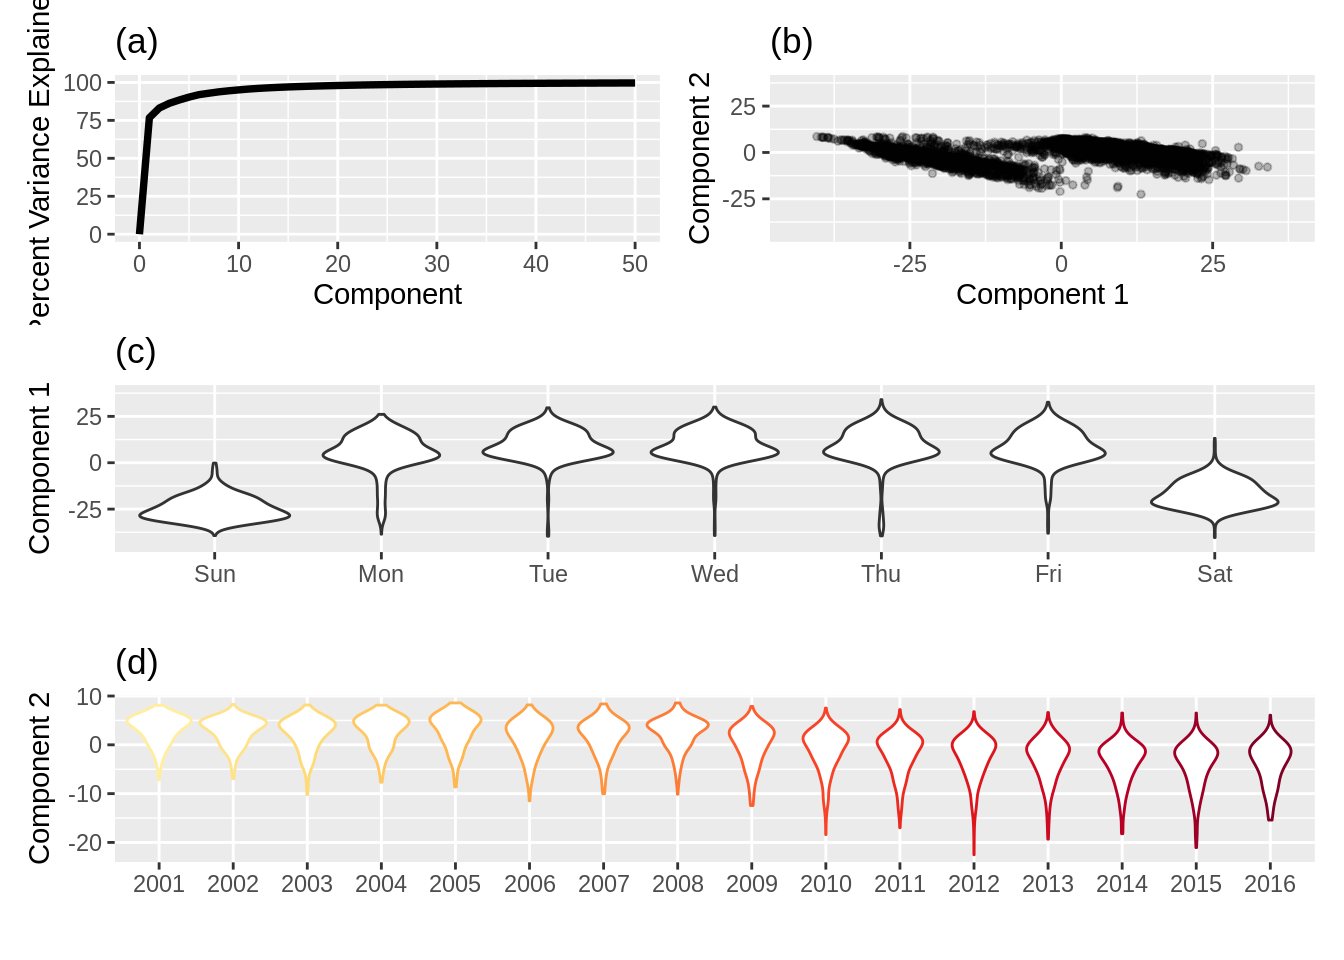 (a)
Percent Variance Explained
100
75
50
25
0
0 10 20 30 40 50
Component
(b)
Component 2
25
0
-25
-25 0 25
Component 1
(c)
Component 1
25
0
-25
Sun Mon Tue Wed Thu Fri Sat
(d)
Component 2
10
0
-10
-20
2001 2002 2003 2004 2005 2006 2007 2008 2009 2010 2011 2012 2013 2014 2015 2016